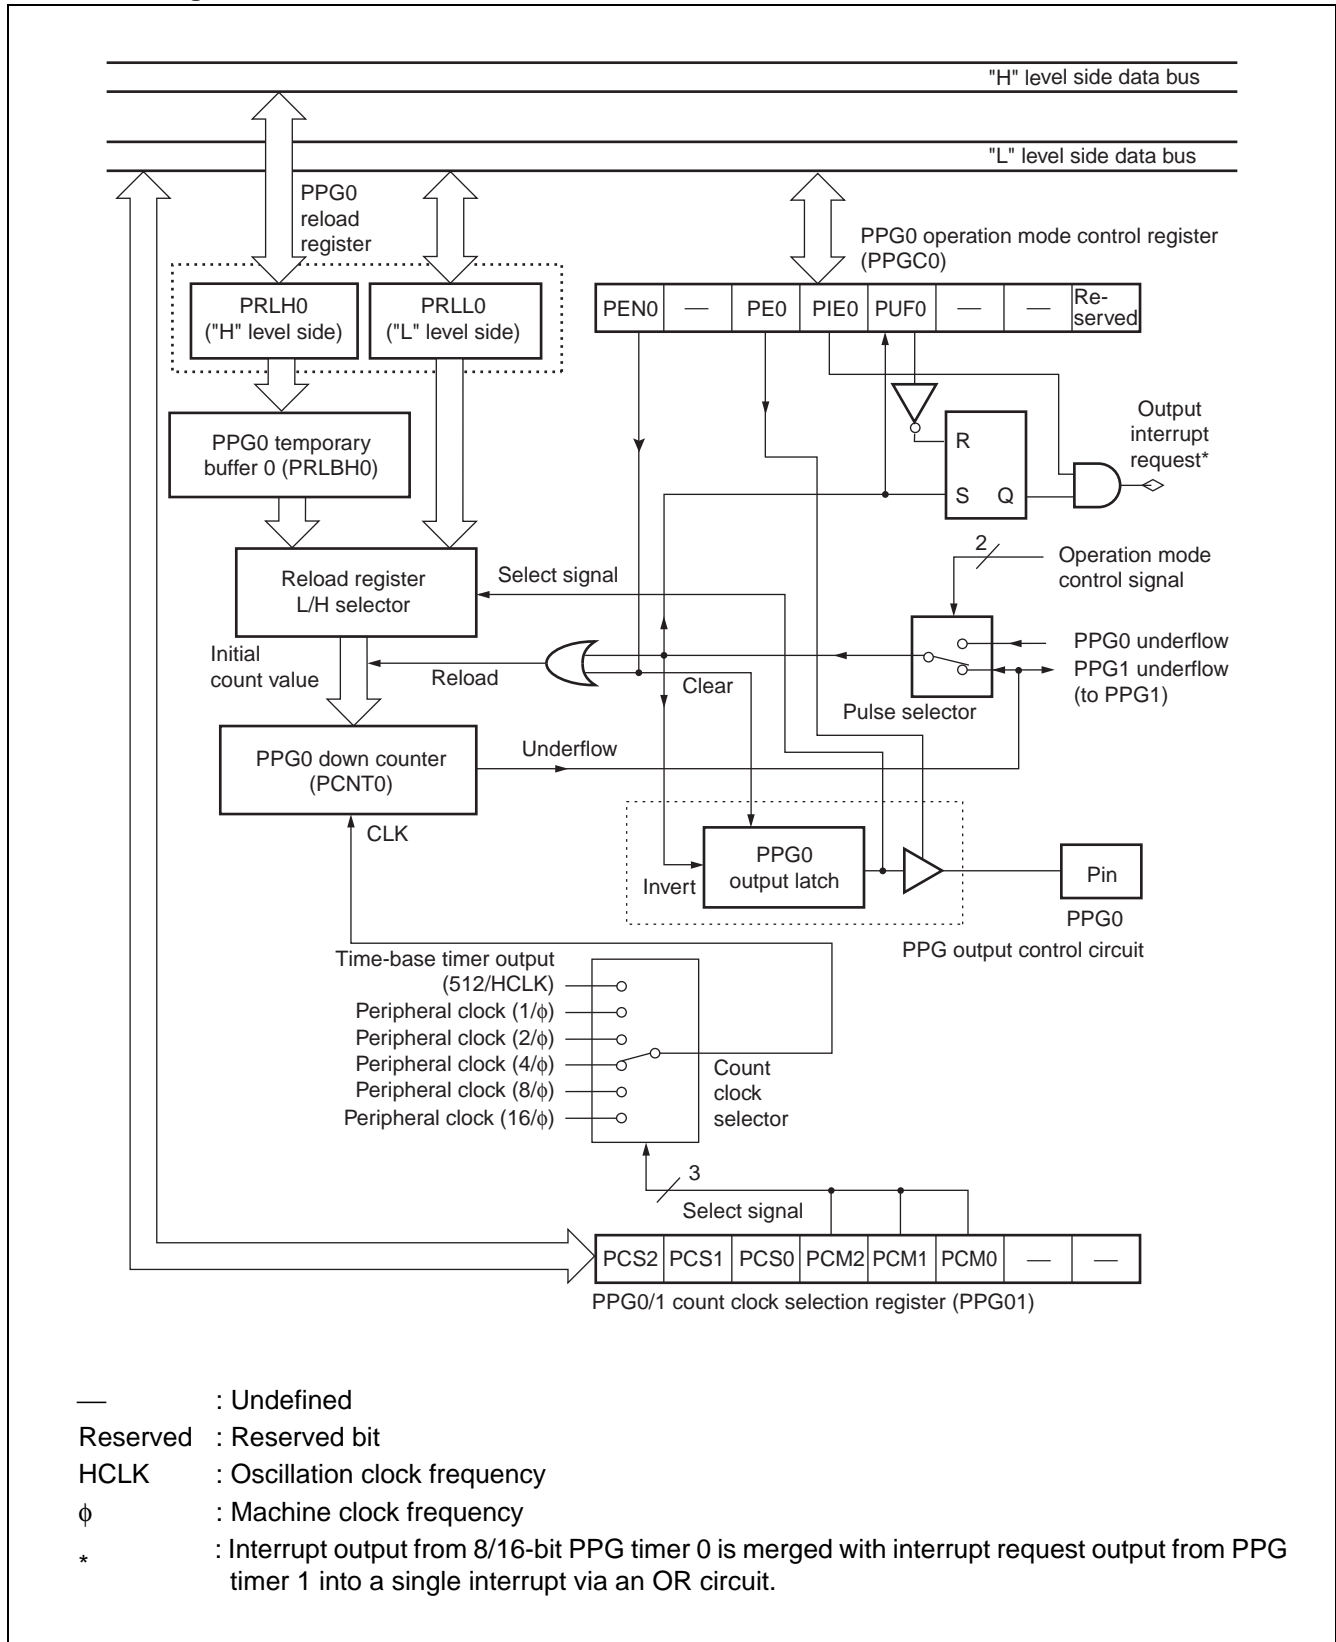 "H" level side data bus
"L" level side data bus
PPG0
reload
register
PPG0 operation mode control register
(PPGC0)
PRLH0
("H" level side)
PRLL0
("L" level side)
PEN0
—
PE0
PIE0
PUF0
—
—
Re-
served
PPG0 temporary
buffer 0 (PRLBH0)
R
S
Q
Output
interrupt
request*
Reload register
L/H selector
Select signal
2
Operation mode
control signal
Initial
count value
Reload
Clear
PPG0 underflow
PPG1 underflow
(to PPG1)
Pulse selector
PPG0 down counter
(PCNT0)
Underflow
CLK
Invert
PPG0
output latch
Pin
PPG0
PPG output control circuit
Time-base timer output
(512/HCLK)
Peripheral clock (1/ϕ)
Peripheral clock (2/ϕ)
Peripheral clock (4/ϕ)
Peripheral clock (8/ϕ)
Peripheral clock (16/ϕ)
Count
clock
selector
3
Select signal
PCS2
PCS1
PCS0
PCM2
PCM1
PCM0
—
—
PPG0/1 count clock selection register (PPG01)
— : Undefined
Reserved : Reserved bit
HCLK : Oscillation clock frequency
ϕ : Machine clock frequency
* : Interrupt output from 8/16-bit PPG timer 0 is merged with interrupt request output from PPG
timer 1 into a single interrupt via an OR circuit.